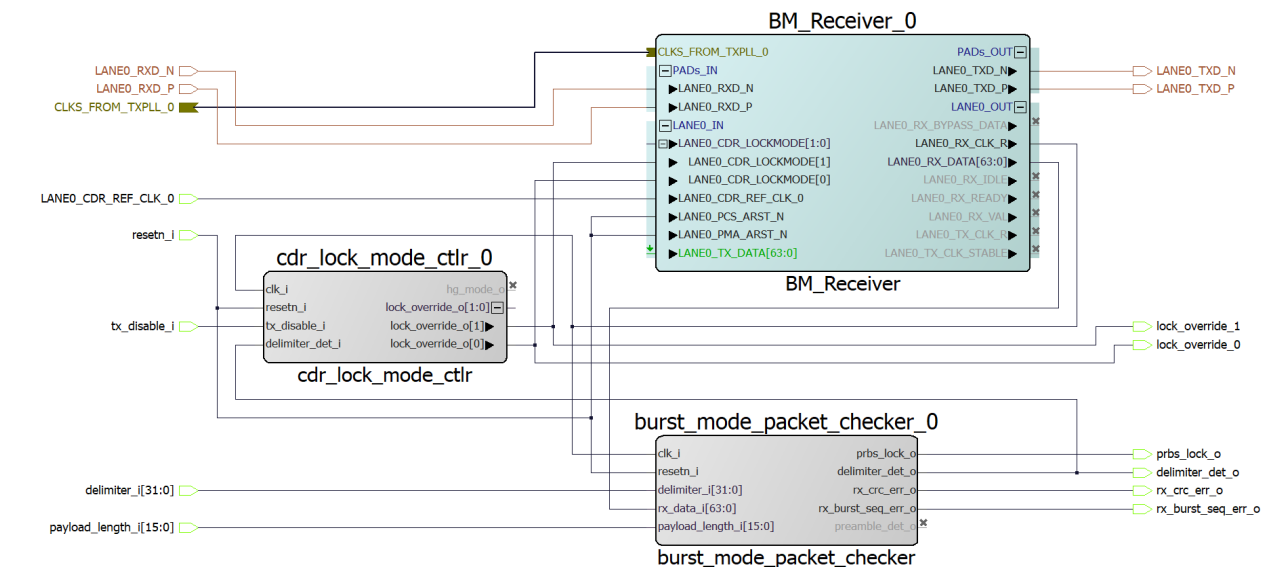 BM_Receiver_0
CLKS_FROM_TXPLL_0
PADs_OUT
LANE0_RXD_N
PADs_IN
LANE0_TXD_N
LANE0_TXD_N
LANE0_RXD_P
LANE0_RXD_N
LANE0_TXD_P
LANE0_TXD_P
CLKS_FROM_TXPLL_0
LANE0_RXD_P
LANE0_OUT
LANE0_IN
LANE0_RX_BYPASS_DATA
LANE0_CDR_LOCKMODE[1:0]
LANE0_RX_CLK_R
LANE0_CDR_LOCKMODE[1]
LANE0_RX_DATA[63:0]
LANE0_CDR_LOCKMODE[0]
LANE0_RX_IDLE
LANE0_CDR_REF_CLK_0
LANE0_CDR_REF_CLK_0
LANE0_RX_READY
LANE0_PCS_ARST_N
LANE0_RX_VAL
resetn_i
LANE0_PMA_ARST_N
LANE0_TX_CLK_R
LANE0_TX_DATA[63:0]
LANE0_TX_CLK_STABLE
BM_Receiver
cdr_lock_mode_ctlr_0
clk_i
hg_mode_o
resetn_i
lock_override_o[1:0]
tx_disable_i
tx_disable_i
lock_override_o[1]
lock_override_1
delimiter_det_i
lock_override_o[0]
lock_override_0
cdr_lock_mode_ctlr
burst_mode_packet_checker_0
clk_i
prbs_lock_o
prbs_lock_o
resetn_i
delimiter_det_o
delimiter_det_o
delimiter_i[31:0]
delimiter_i[31:0]
rx_crc_err_o
rx_crc_err_o
rx_data_i[63:0]
rx_burst_seq_err_o
rx_burst_seq_err_o
payload_length_i[15:0]
payload_length_i[15:0]
preamble_det_o
burst_mode_packet_checker